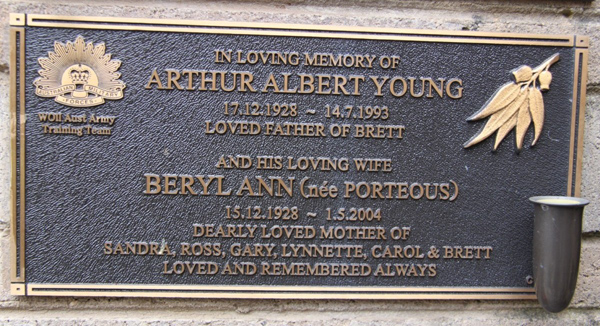 IN LOVING MEMORY OF
ARTHUR ALBERT YOUNG
17.12.1928 ~ 14.7.1993
LOVED FATHER OF BRETT
WOII Aust Army
Training Team
AND HIS LOVING WIFE
BERYL ANN (née PORTEOUS)
15.12.1928 ~ 1.5.2004
DEARLY LOVED MOTHER OF
SANDRA, ROSS, GARY, LYNNETTE, CAROL & BRETT
LOVED AND REMEMBERED ALWAYS